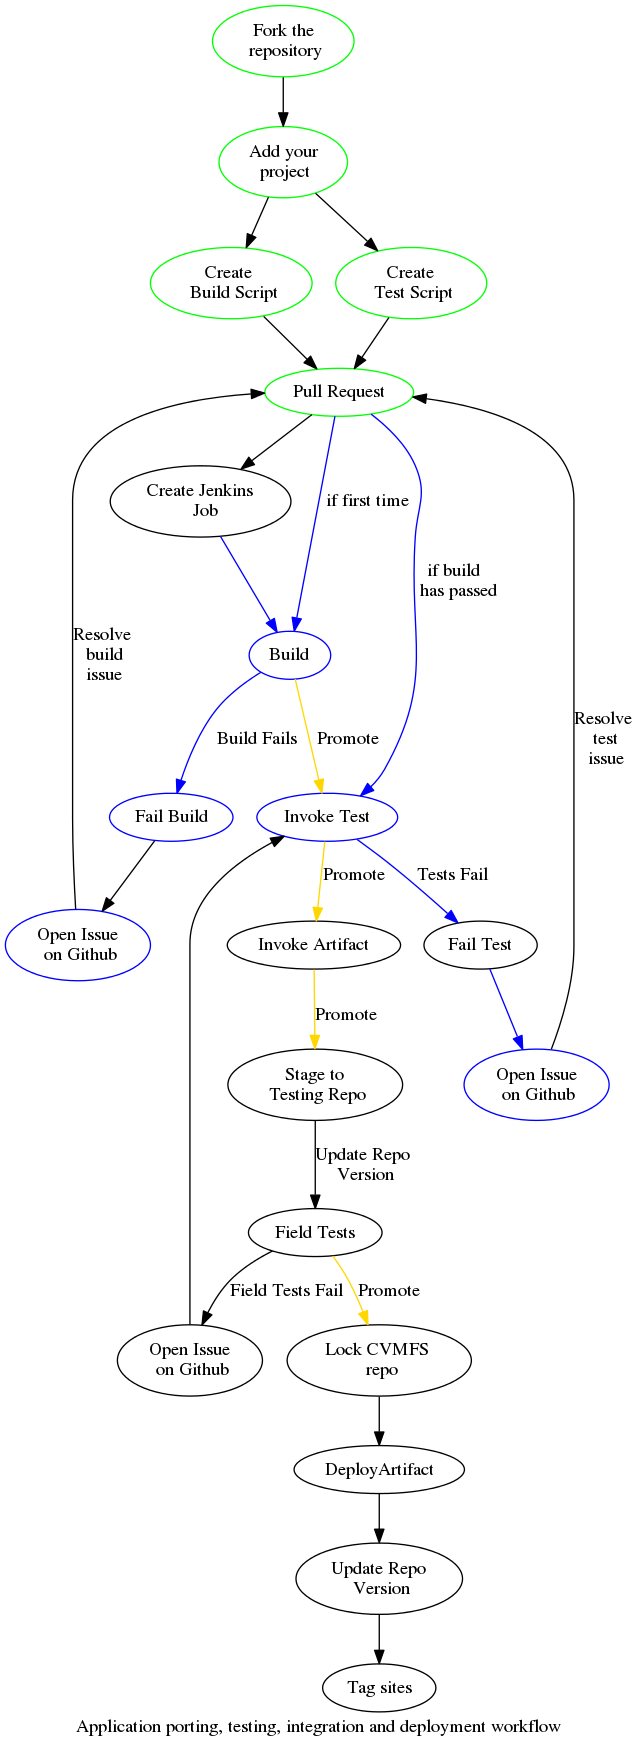 Fork the
repository
Add your
project
Create
Build Script
Create
Test Script
Pull Request
Create Jenkins
Job
if first time
if build
has passed
Resolve
build
issue
Build
Resolve
test
issue
Build Fails
Promote
Fail Build
Invoke Test
Promote
Tests Fail
Open Issue
on Github
Invoke Artifact
Fail Test
Promote
Stage to
Testing Repo
Open Issue
on Github
Update Repo
Version
Field Tests
Field Tests Fail
Promote
Open Issue
on Github
Lock CVMFS
repo
DeployArtifact
Update Repo
Version
Tag sites
Application porting, testing, integration and deployment workflow